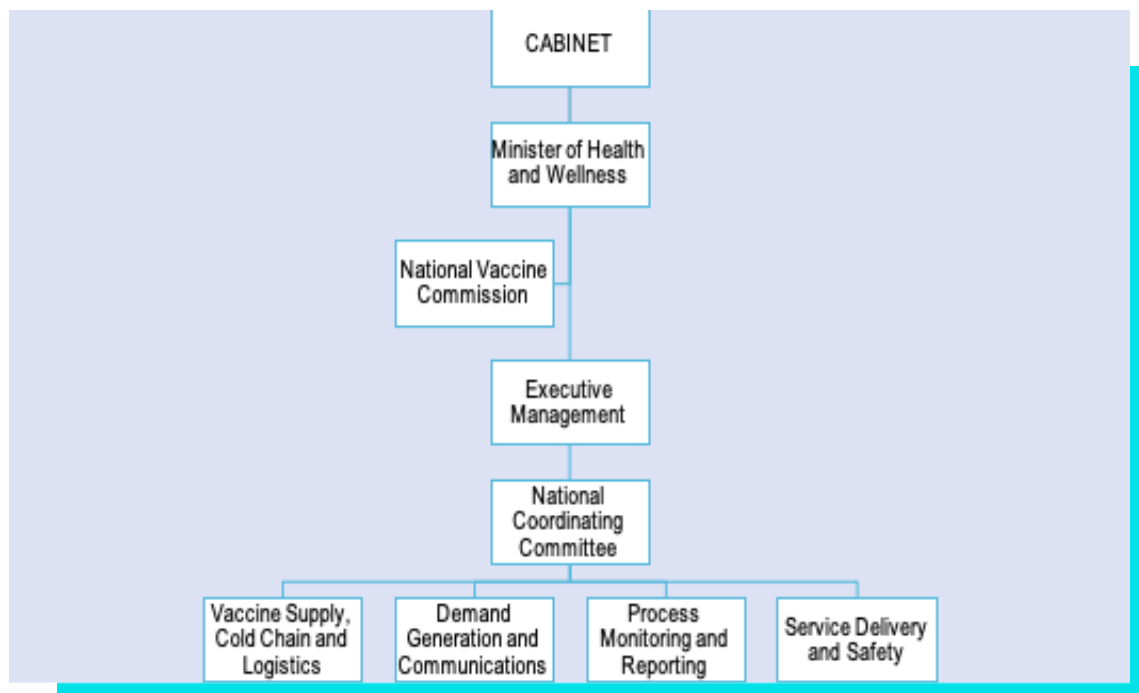 CABINET
Minister of Health
and Wellness
National Vaccine
Commission
Executive
Management
National
Coordinating
Committee
Vaccine Supply,
Cold Chain and
Logistics
Demand
Generation and
Communications
Process
Monitoring and
Reporting
Service Delivery
and Safety